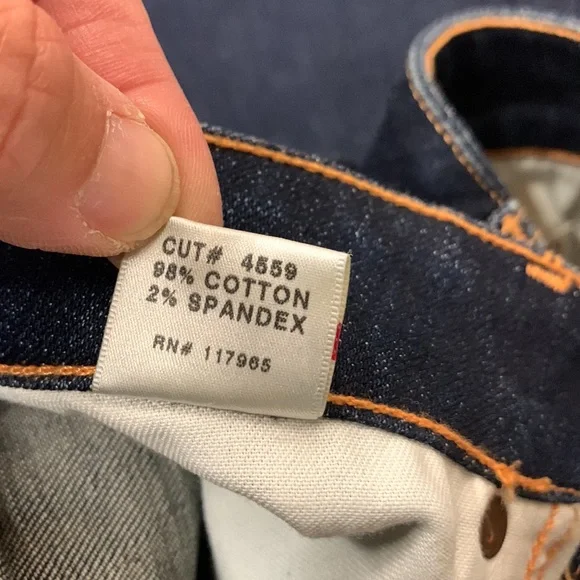 CUT# 4559
98% COTTON
2% SPANDEX
RN# 117965